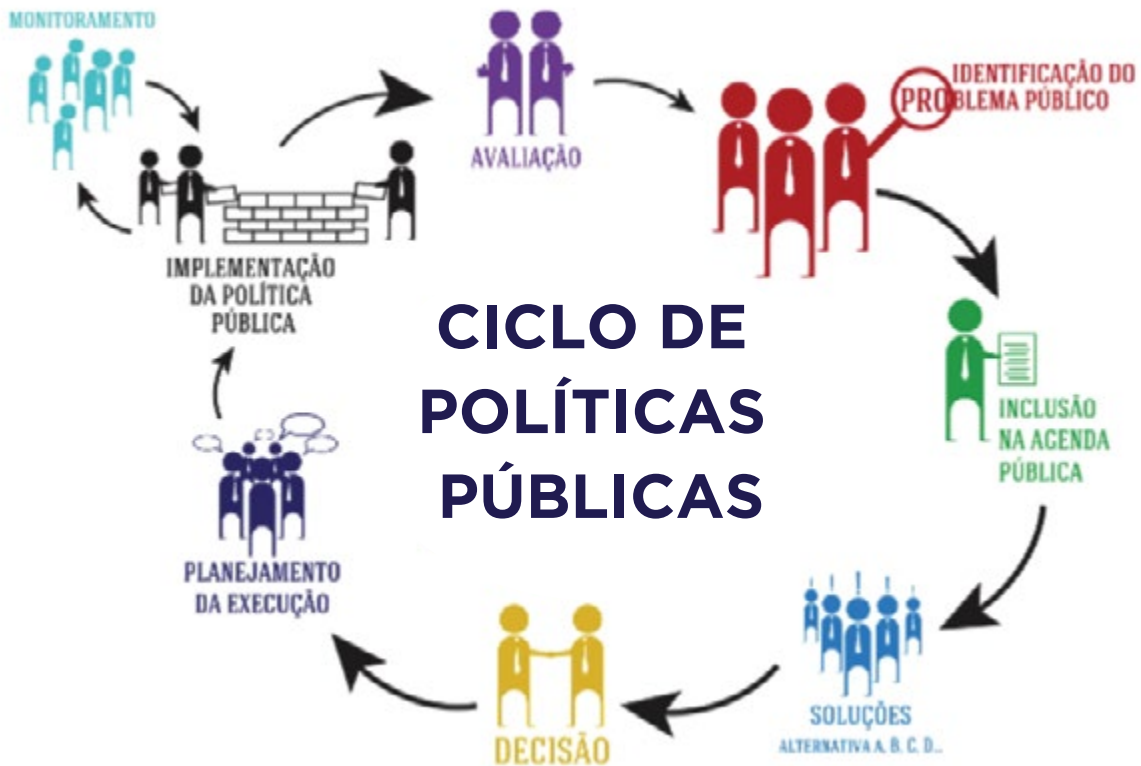 MONITORAMENTO
AVALIAÇÃO
IDENTIFICAÇÃO DO
PROBLEMA PÚBLICO
IMPLEMENTAÇÃO
DA POLÍTICA
PÚBLICA
CICLO DE
POLÍTICAS
PÚBLICAS
INCLUSÃO
NA AGENDA
PÚBLICA
PLANEJAMENTO
DA EXECUÇÃO
DECISÃO
SOLUÇÕES
ALTERNATIVA A, B, C, D...